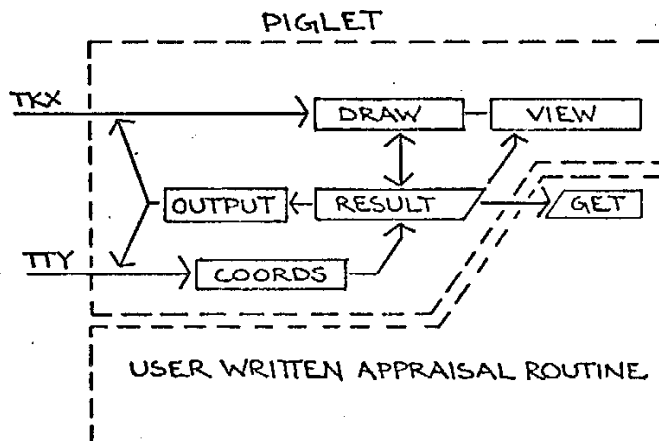 PIGLET
TKX
DRAW
VIEW
OUTPUT
RESULT
GET
TTY
COORDS
USER WRITTEN APPRAISAL ROUTINE